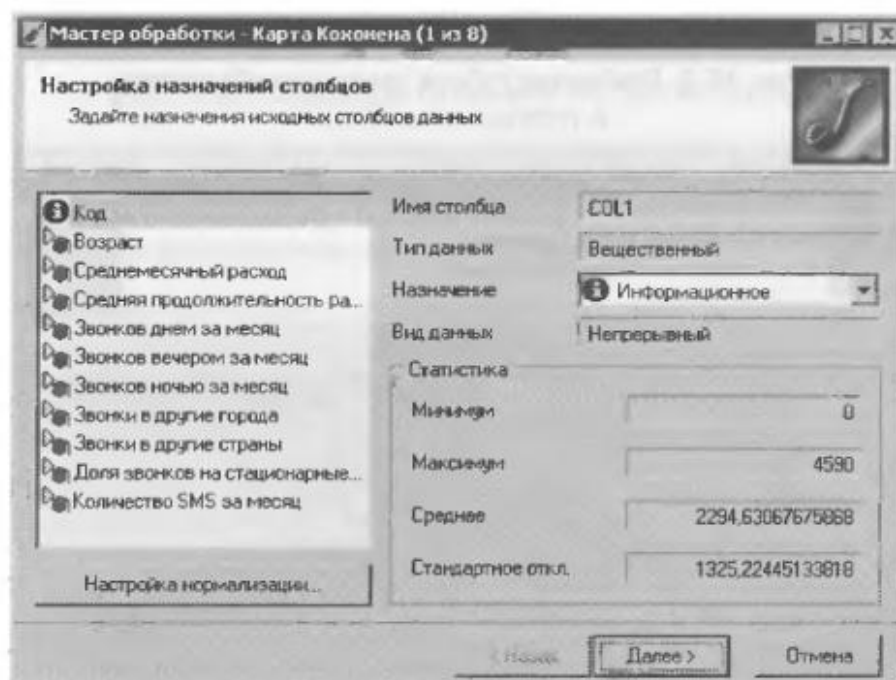 Мастер обработки - Карта Кохонена (1 из 8)
Настройка назначений столбцов
Задайте назначения исходных столбцов данных
Код
Возраст
Среднемесячный расход
Средняя продолжительность ра...
Звонков днем за месяц
Звонков вечером за месяц
Звонков ночью за месяц
Звонки в другие города
Звонки в другие страны
Доля звонков на стационарные...
Количество SMS за месяц
Настройка нормализации...
Имя столбца COL1
Тип данных Вещественный
Назначение Информационное
Вид данных Непрерывный
Статистика
Минимум 0
Максимум 4590
Среднее 2294,63067675868
Стандартное откл. 1325,22445133818
< Назад Далее > Отмена